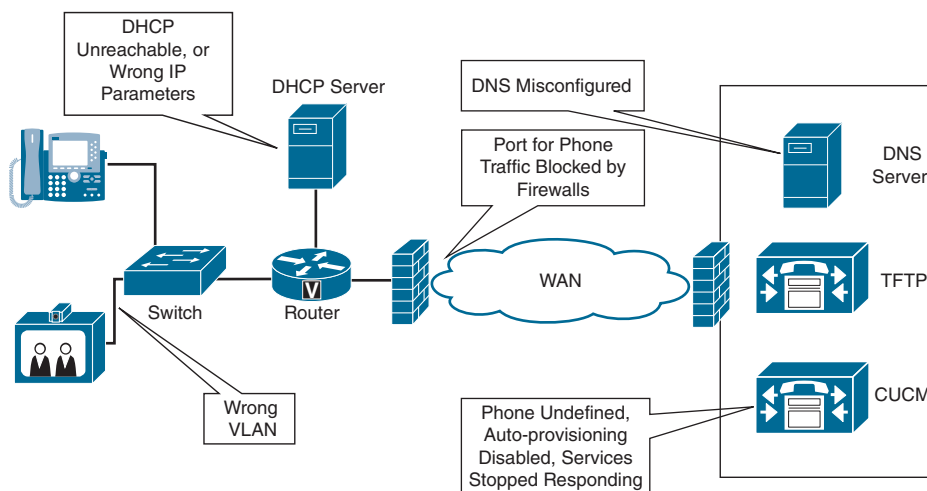 DHCP
Unreachable, or
Wrong IP
Parameters
DHCP Server
DNS Misconfigured
Port for Phone
Traffic Blocked by
Firewalls
DNS
Server
WAN
TFTP
Switch
V
Router
CUCM
Wrong
VLAN
Phone Undefined,
Auto-provisioning
Disabled, Services
Stopped Responding